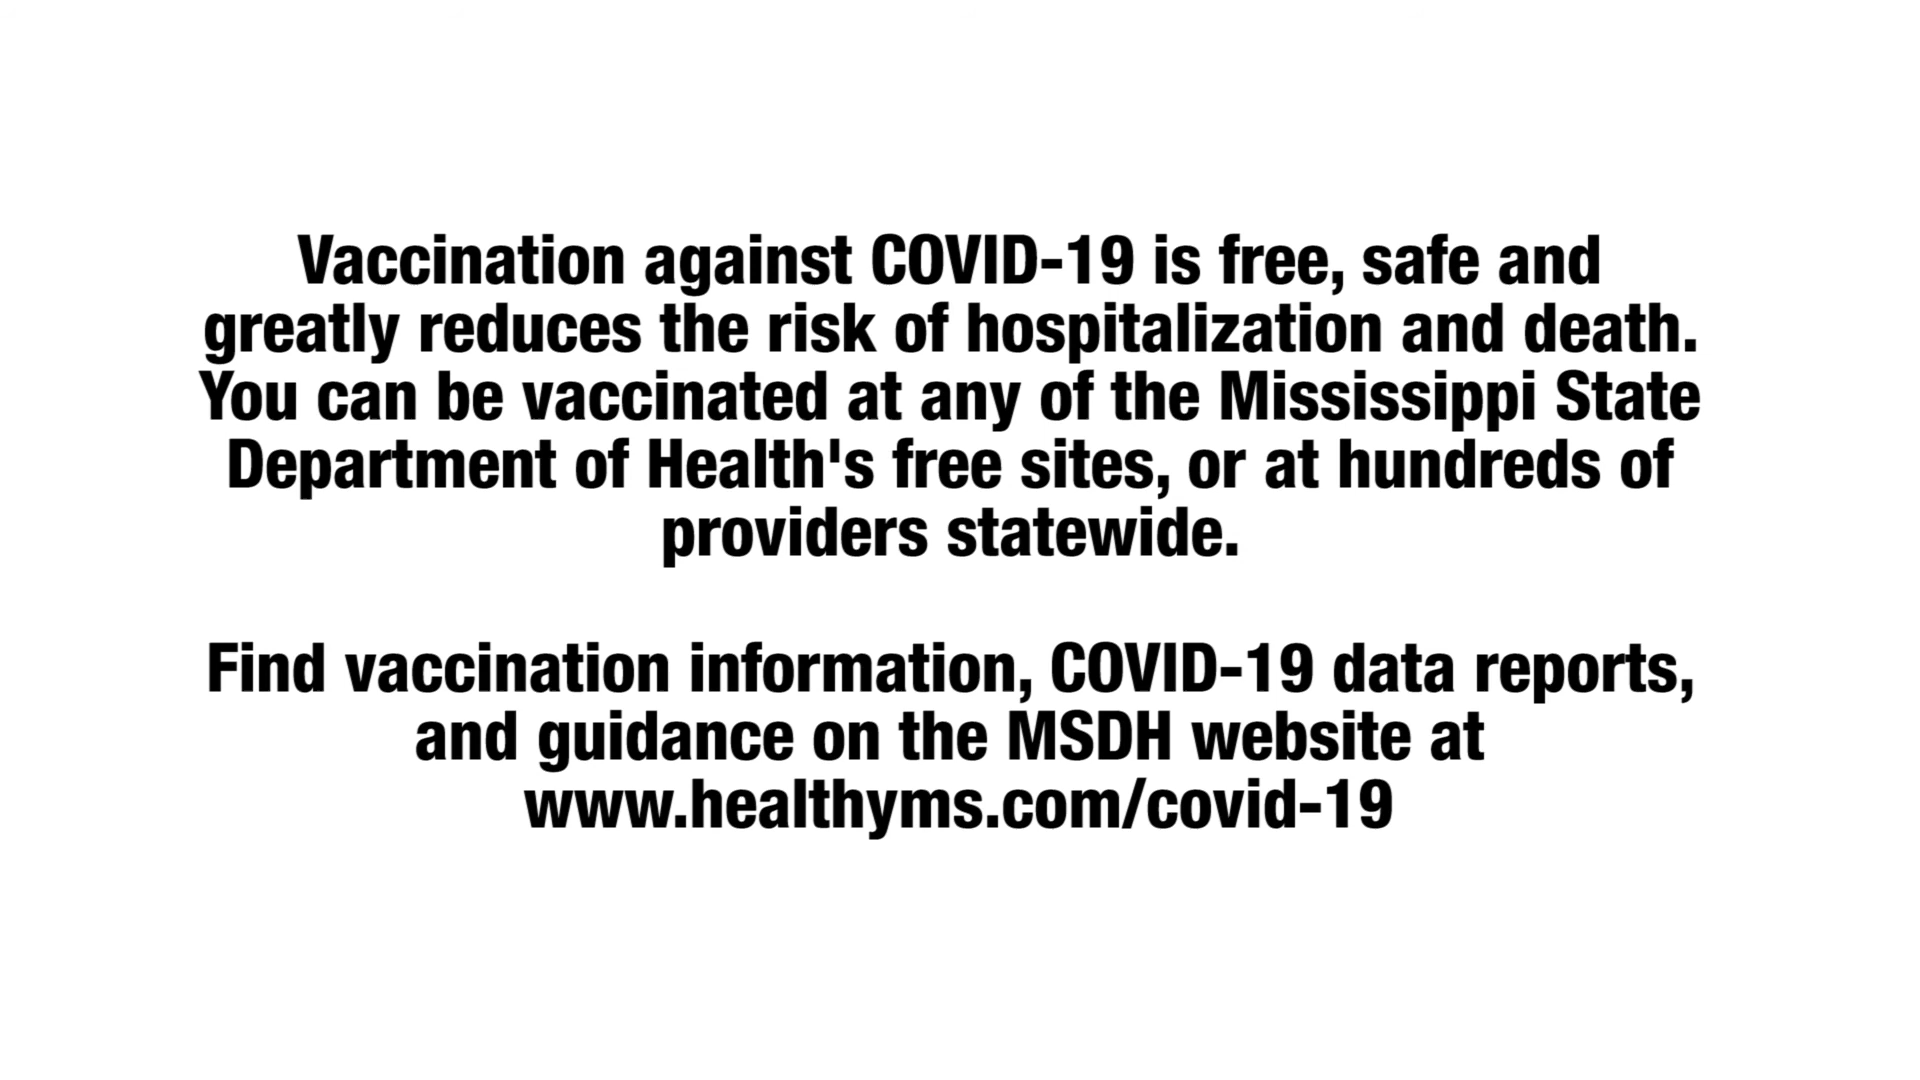 Vaccination against COVID-19 is free, safe and
greatly reduces the risk of hospitalization and death.
You can be vaccinated at any of the Mississippi State
Department of Health's free sites, or at hundreds of
providers statewide.
Find vaccination information, COVID-19 data reports,
and guidance on the MSDH website at
www.healthyms.com/covid-19